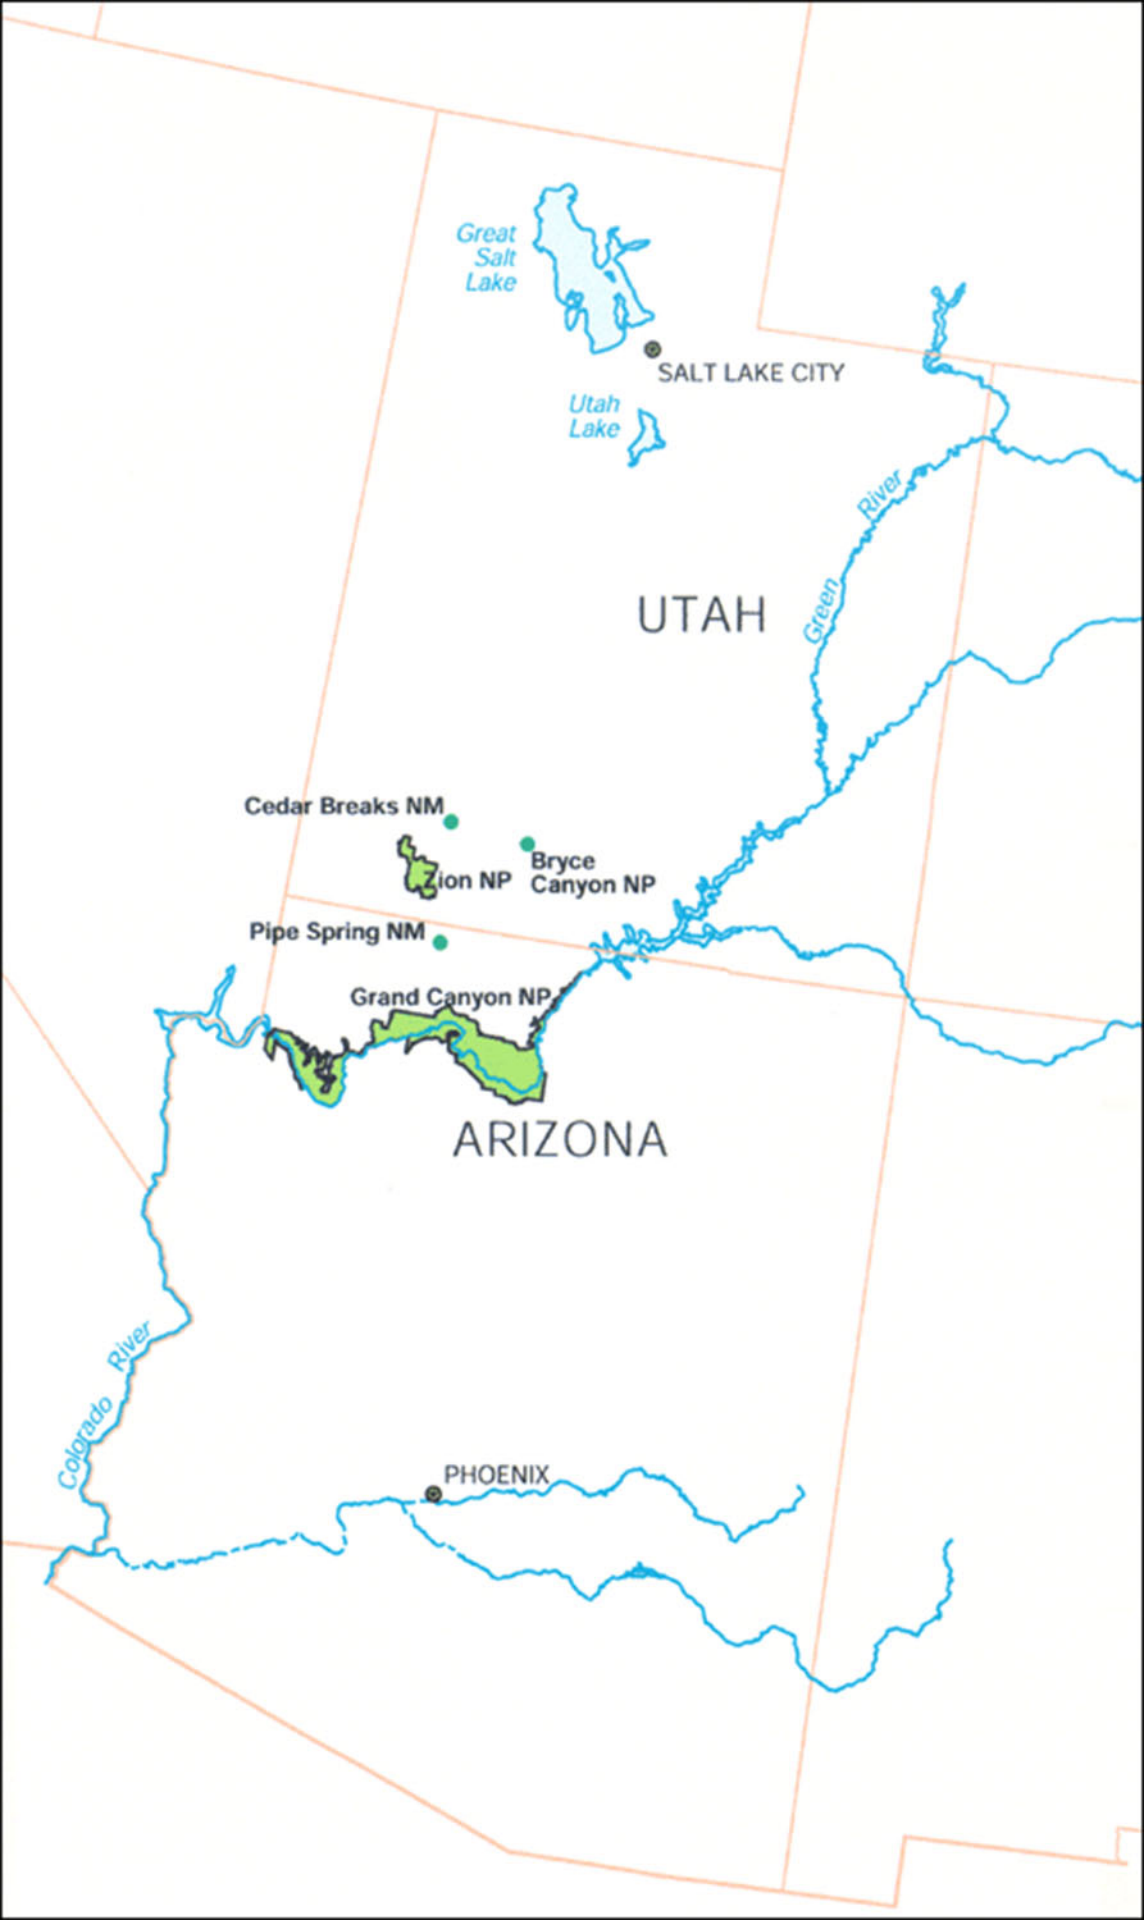 Great
Salt
Lake
SALT LAKE CITY
Utah
Lake
River
Green
UTAH
Cedar Breaks NM
Bryce
Canyon NP
Zion NP
Pipe Spring NM
Grand Canyon NP
ARIZONA
River
Colorado
PHOENIX